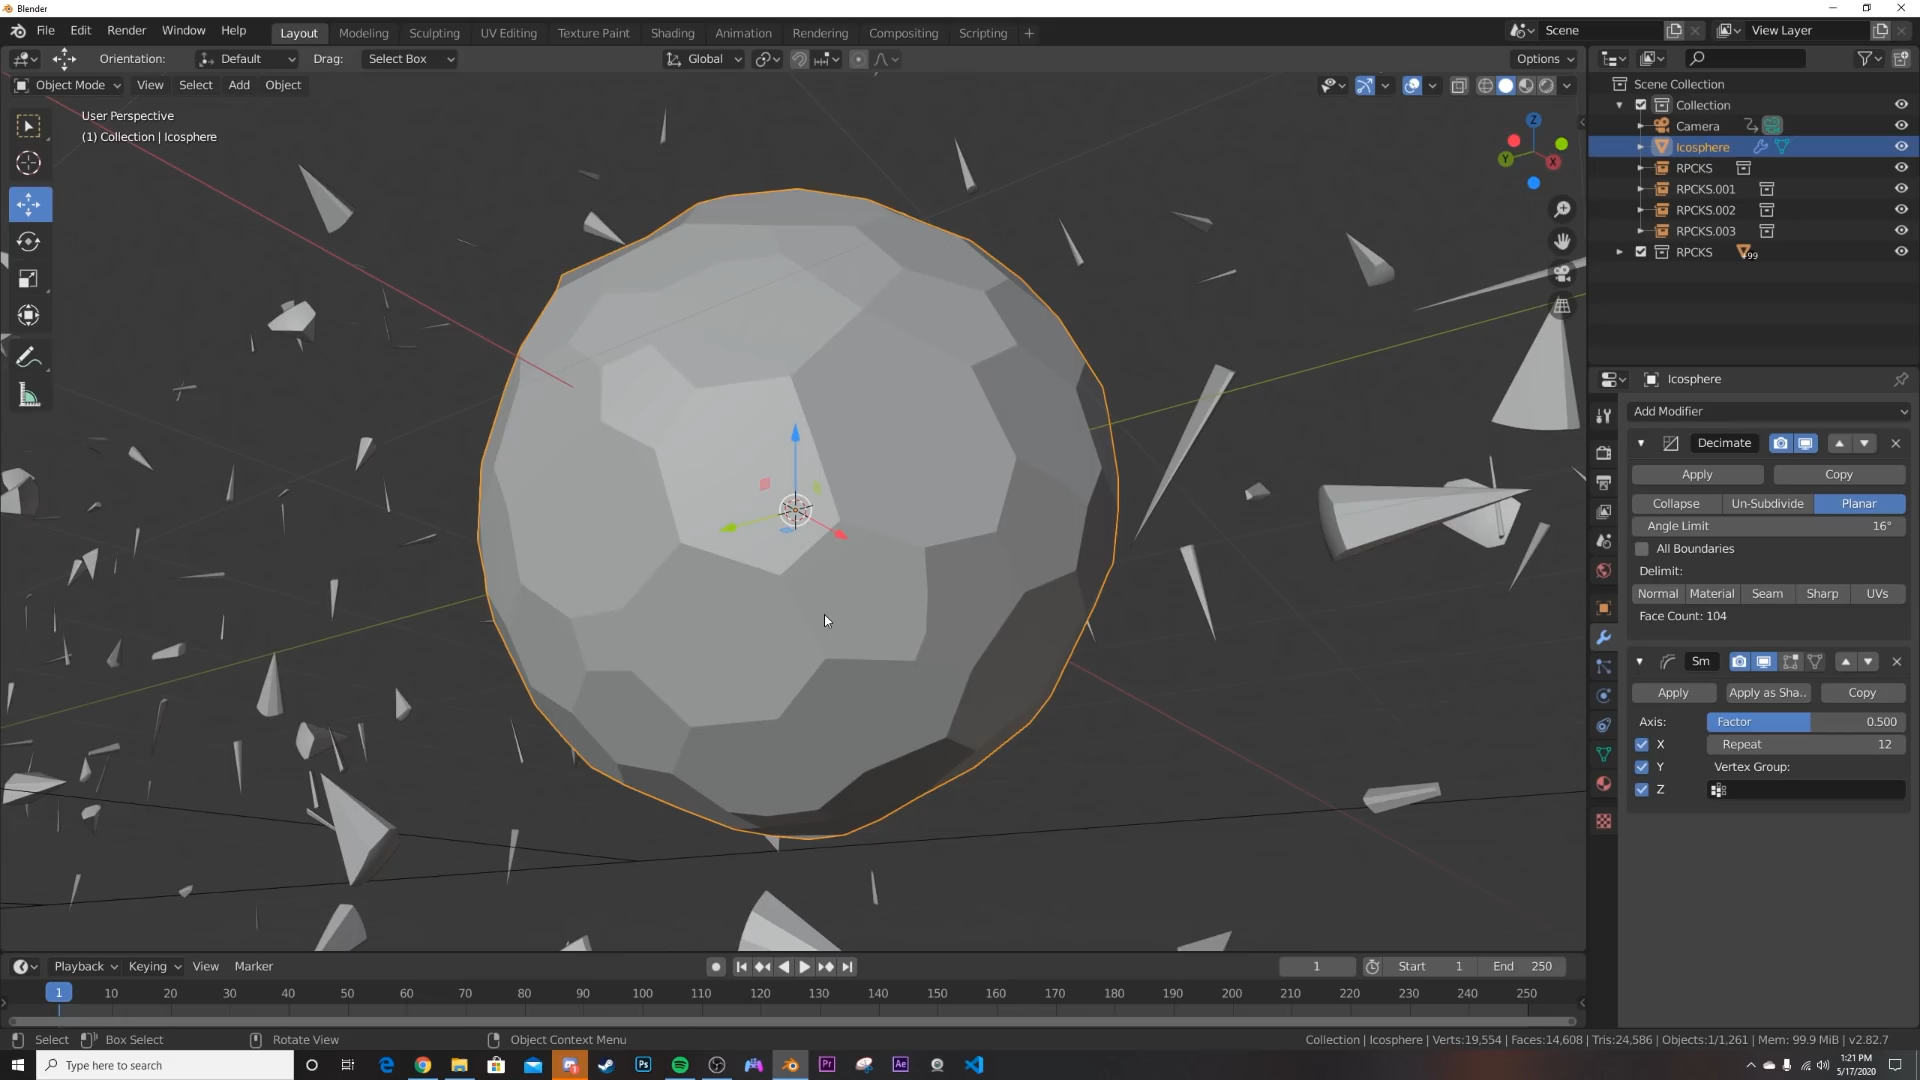 Blender
File Edit Render Window Help Layout Modeling Sculpting UV Editing Texture Paint Shading Animation Rendering Compositing Scripting + Scene View Layer
Orientation: Default Drag: Select Box Global Options
Object Mode View Select Add Object
User Perspective
(1) Collection | Icosphere
Z
Y
X
Scene Collection
Collection
Camera
Icosphere
RPCKS
RPCKS.001
RPCKS.002
RPCKS.003
RPCKS +99
Icosphere
Add Modifier
Decimate
Apply Copy
Collapse Un-Subdivide Planar
Angle Limit 16°
All Boundaries
Delimit:
Normal Material Seam Sharp UVs
Face Count: 104
Sm
Apply Apply as Sha.. Copy
Axis: Factor 0.500
X Repeat 12
Y Vertex Group:
Z
Playback Keying View Marker 1 Start 1 End 250
1 10 20 30 40 50 60 70 80 90 100 110 120 130 140 150 160 170 180 190 200 210 220 230 240 250
Select Box Select Rotate View Object Context Menu Collection | Icosphere | Verts:19,554 | Faces:14,608 | Tris:24,586 | Objects:1/1,261 | Mem: 99.9 MiB | v2.82.7
Type here to search Ps Pr Ae 1:21 PM
5/17/2020